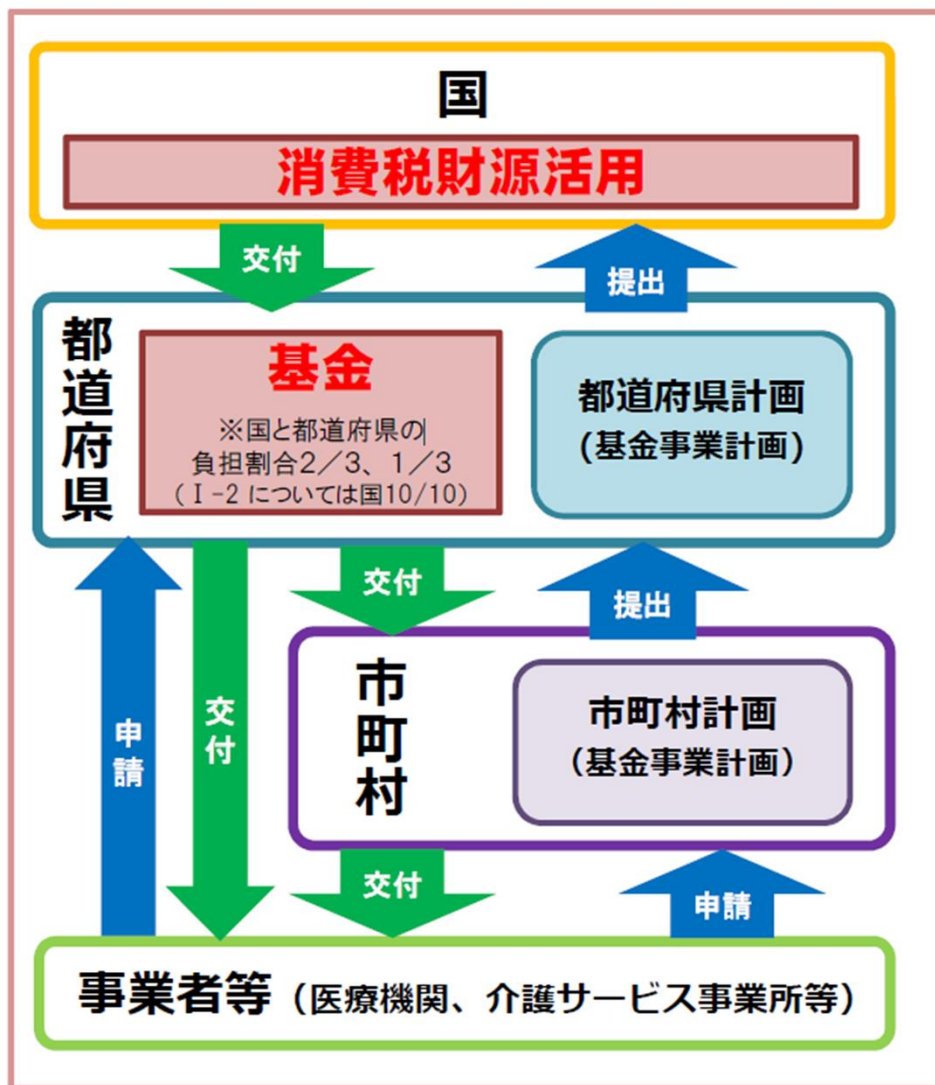 国
消費税財源活用
交付
提出
都道府県
基金
※国と都道府県の
負担割合2/3、1/3
(Ⅰ-2 については国10/10)
都道府県計画
(基金事業計画)
交付
提出
申請
交付
市町村
市町村計画
(基金事業計画)
交付
申請
事業者等(医療機関、介護サービス事業所等)